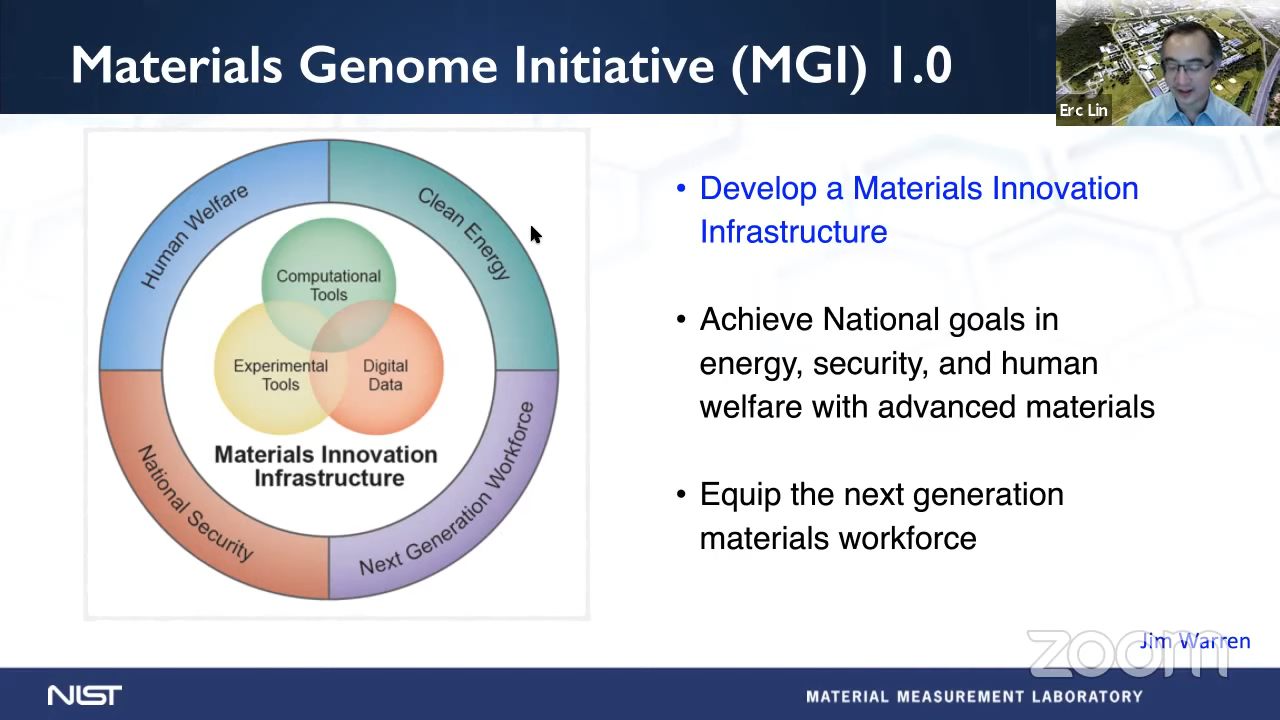 Materials Genome Initiative (MGI) 1.0
Erc Lin
Human Welfare
Clean Energy
Computational
Tools
Experimental
Tools
Digital
Data
Materials Innovation
Infrastructure
National Security
Next Generation Workforce
• Develop a Materials Innovation
Infrastructure
• Achieve National goals in
energy, security, and human
welfare with advanced materials
• Equip the next generation
materials workforce
Jim Warren
zoom
NIST
MATERIAL MEASUREMENT LABORATORY